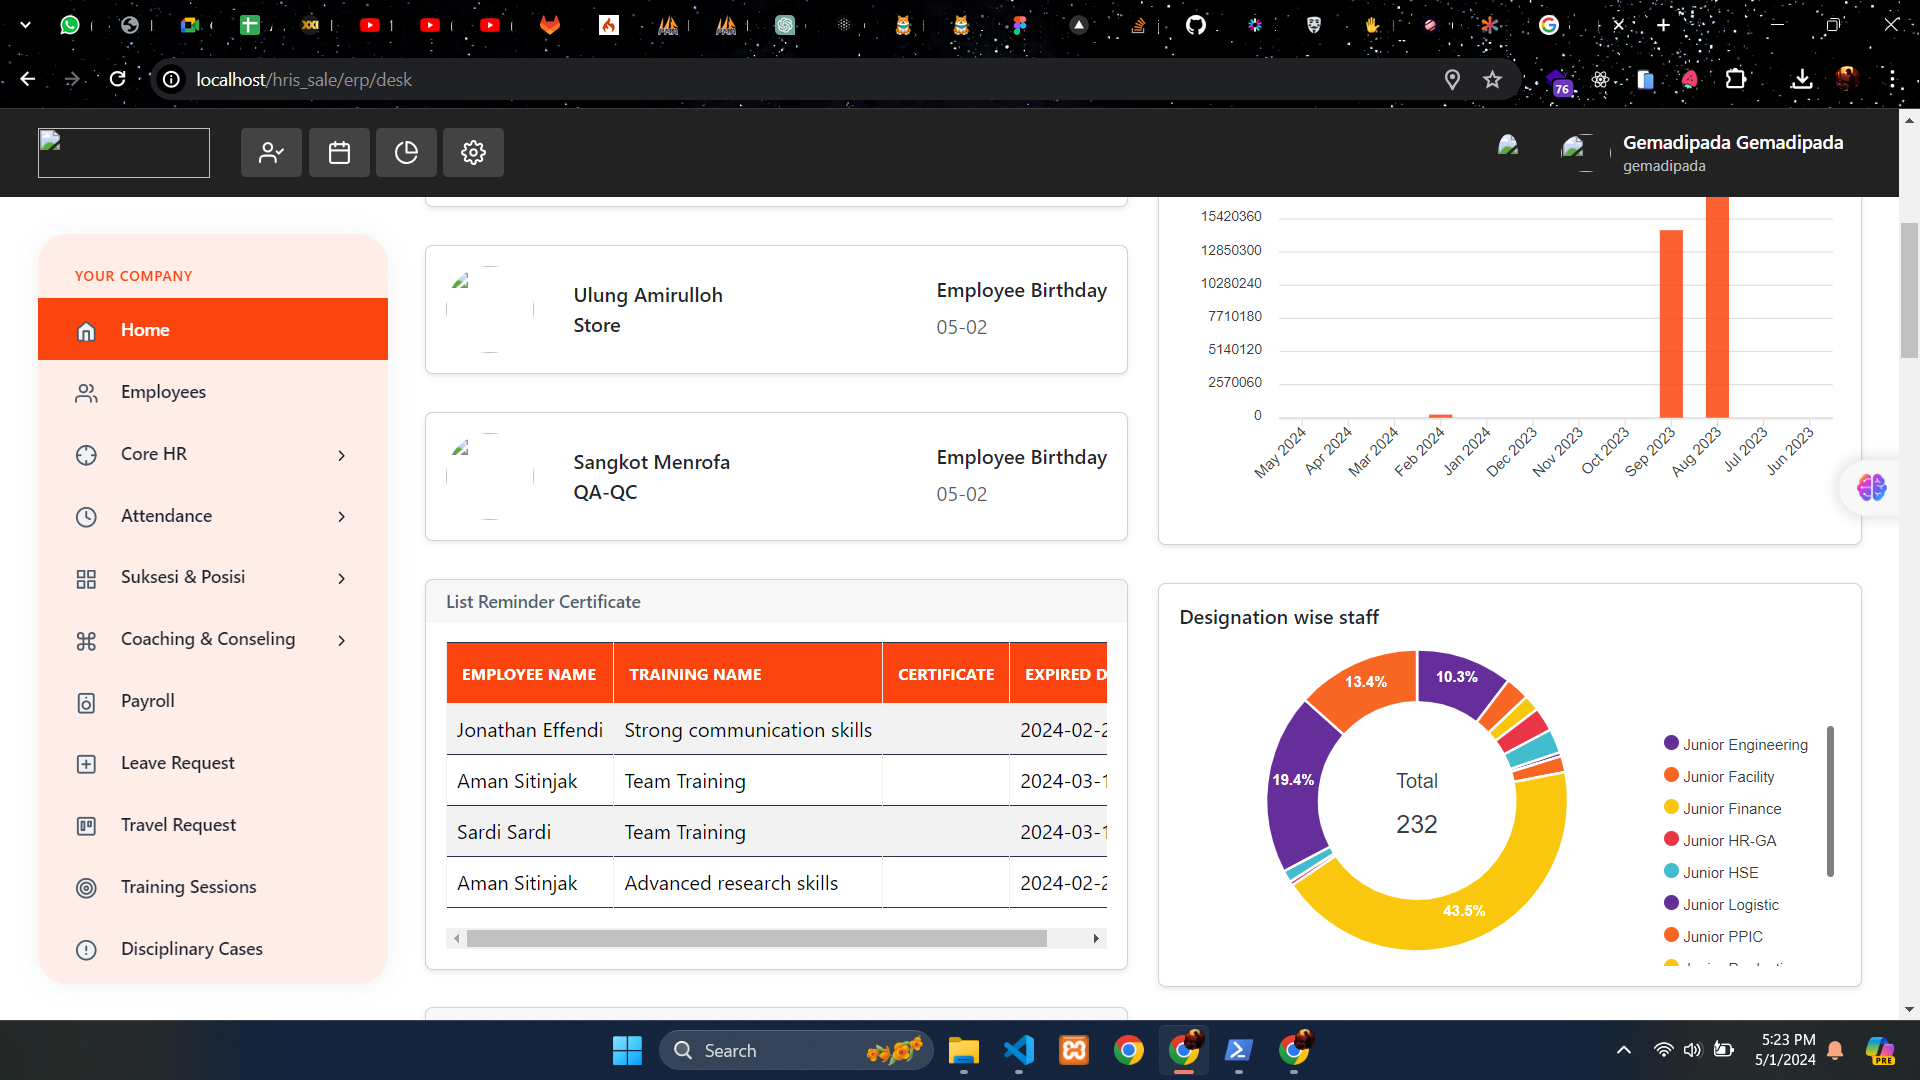 localhost/hris_sale/erp/desk
76
Gemadipada Gemadipada
gemadipada
YOUR COMPANY
Home
Employees
Core HR
Attendance
Suksesi & Posisi
Coaching & Conseling
Payroll
Leave Request
Travel Request
Training Sessions
Disciplinary Cases
Ulung Amirulloh
Store
Employee Birthday
05-02
Sangkot Menrofa
QA-QC
Employee Birthday
05-02
List Reminder Certificate
EMPLOYEE NAME TRAINING NAME CERTIFICATE EXPIRED D
Jonathan Effendi Strong communication skills 2024-02-2
Aman Sitinjak Team Training 2024-03-1
Sardi Sardi Team Training 2024-03-1
Aman Sitinjak Advanced research skills 2024-02-2
15420360
12850300
10280240
7710180
5140120
2570060
0
May 2024 Apr 2024 Mar 2024 Feb 2024 Jan 2024 Dec 2023 Nov 2023 Oct 2023 Sep 2023 Aug 2023 Jul 2023 Jun 2023
Designation wise staff
13.4%
10.3%
19.4%
43.5%
Total
232
Junior Engineering
Junior Facility
Junior Finance
Junior HR-GA
Junior HSE
Junior Logistic
Junior PPIC
Search
5:23 PM
5/1/2024
PRE